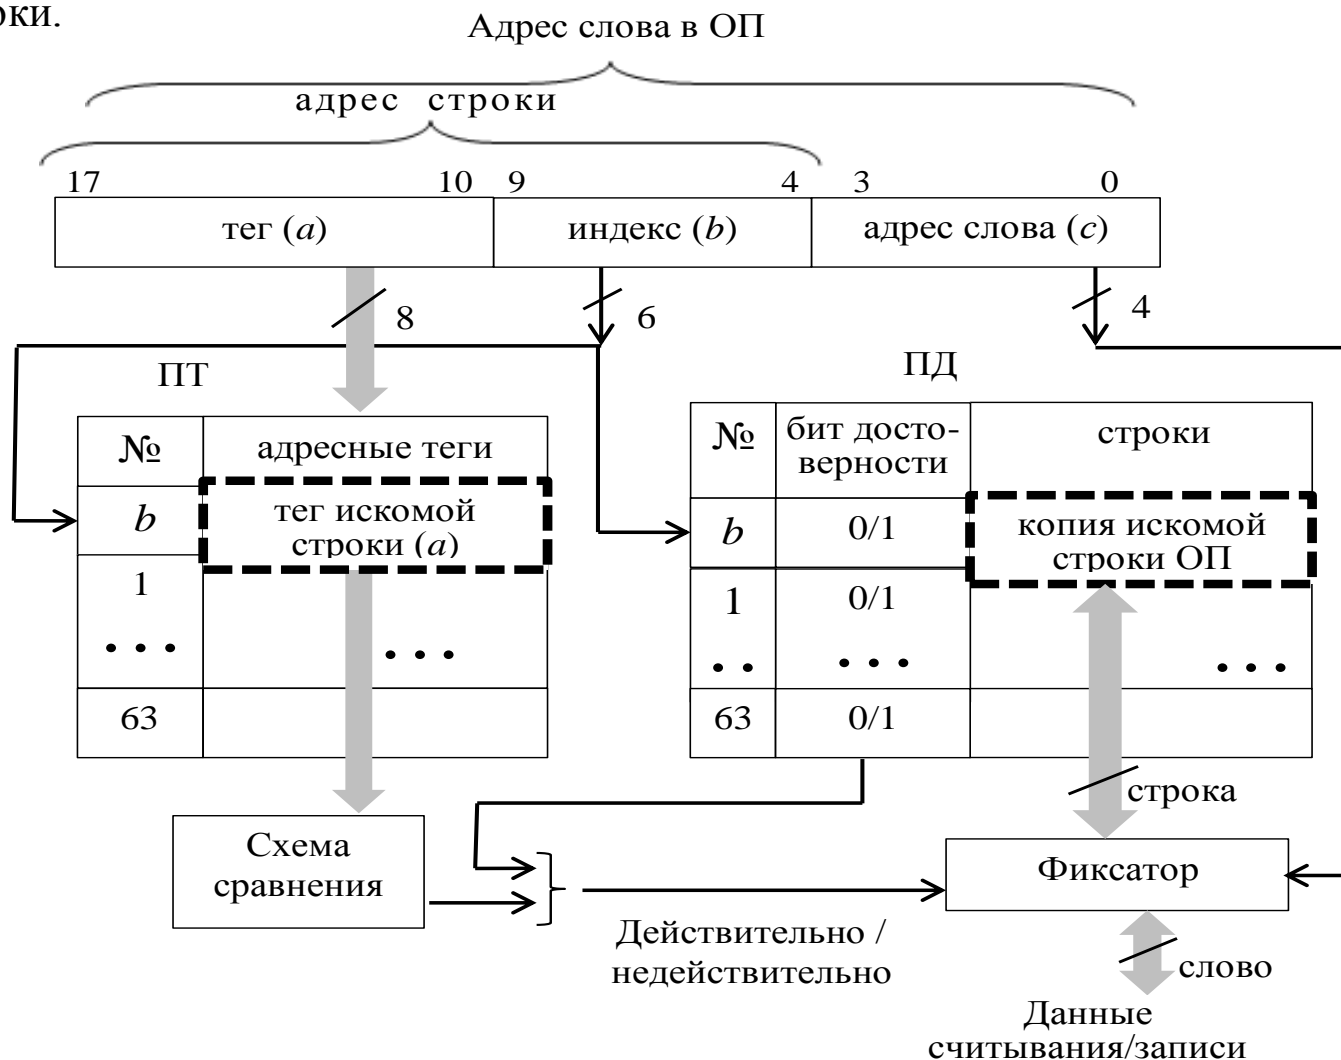 рки.
Адрес слова в ОП
адрес строки
17 10 9 4 3 0
тег (a) индекс (b) адрес слова (c)
8 6 4
ПТ
№ адресные теги
b тег искомой
строки (a)
1
• • • • • •
63
ПД
№ бит досто- строки
верности
b 0/1 копия искомой
строки ОП
1 0/1
• • • • • • • •
63 0/1
строка
Схема
сравнения
Фиксатор
Действительно /
недействительно
слово
Данные
считывания/записи